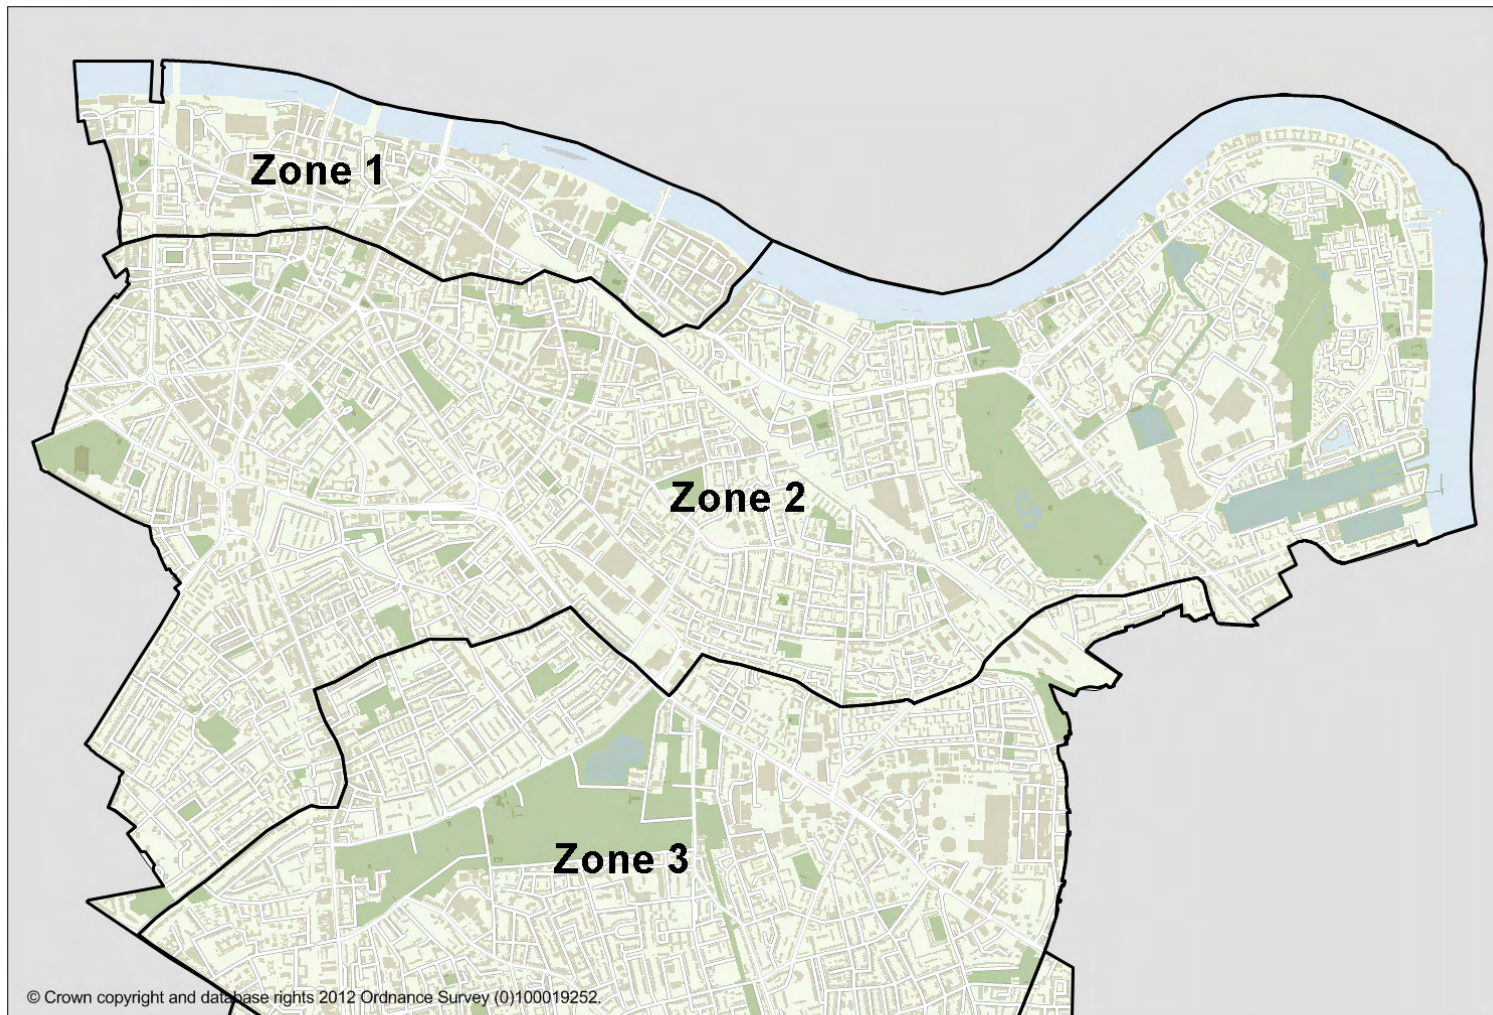 Zone 1
Zone 2
Zone 3
© Crown copyright and database rights 2012 Ordnance Survey (0)100019252.